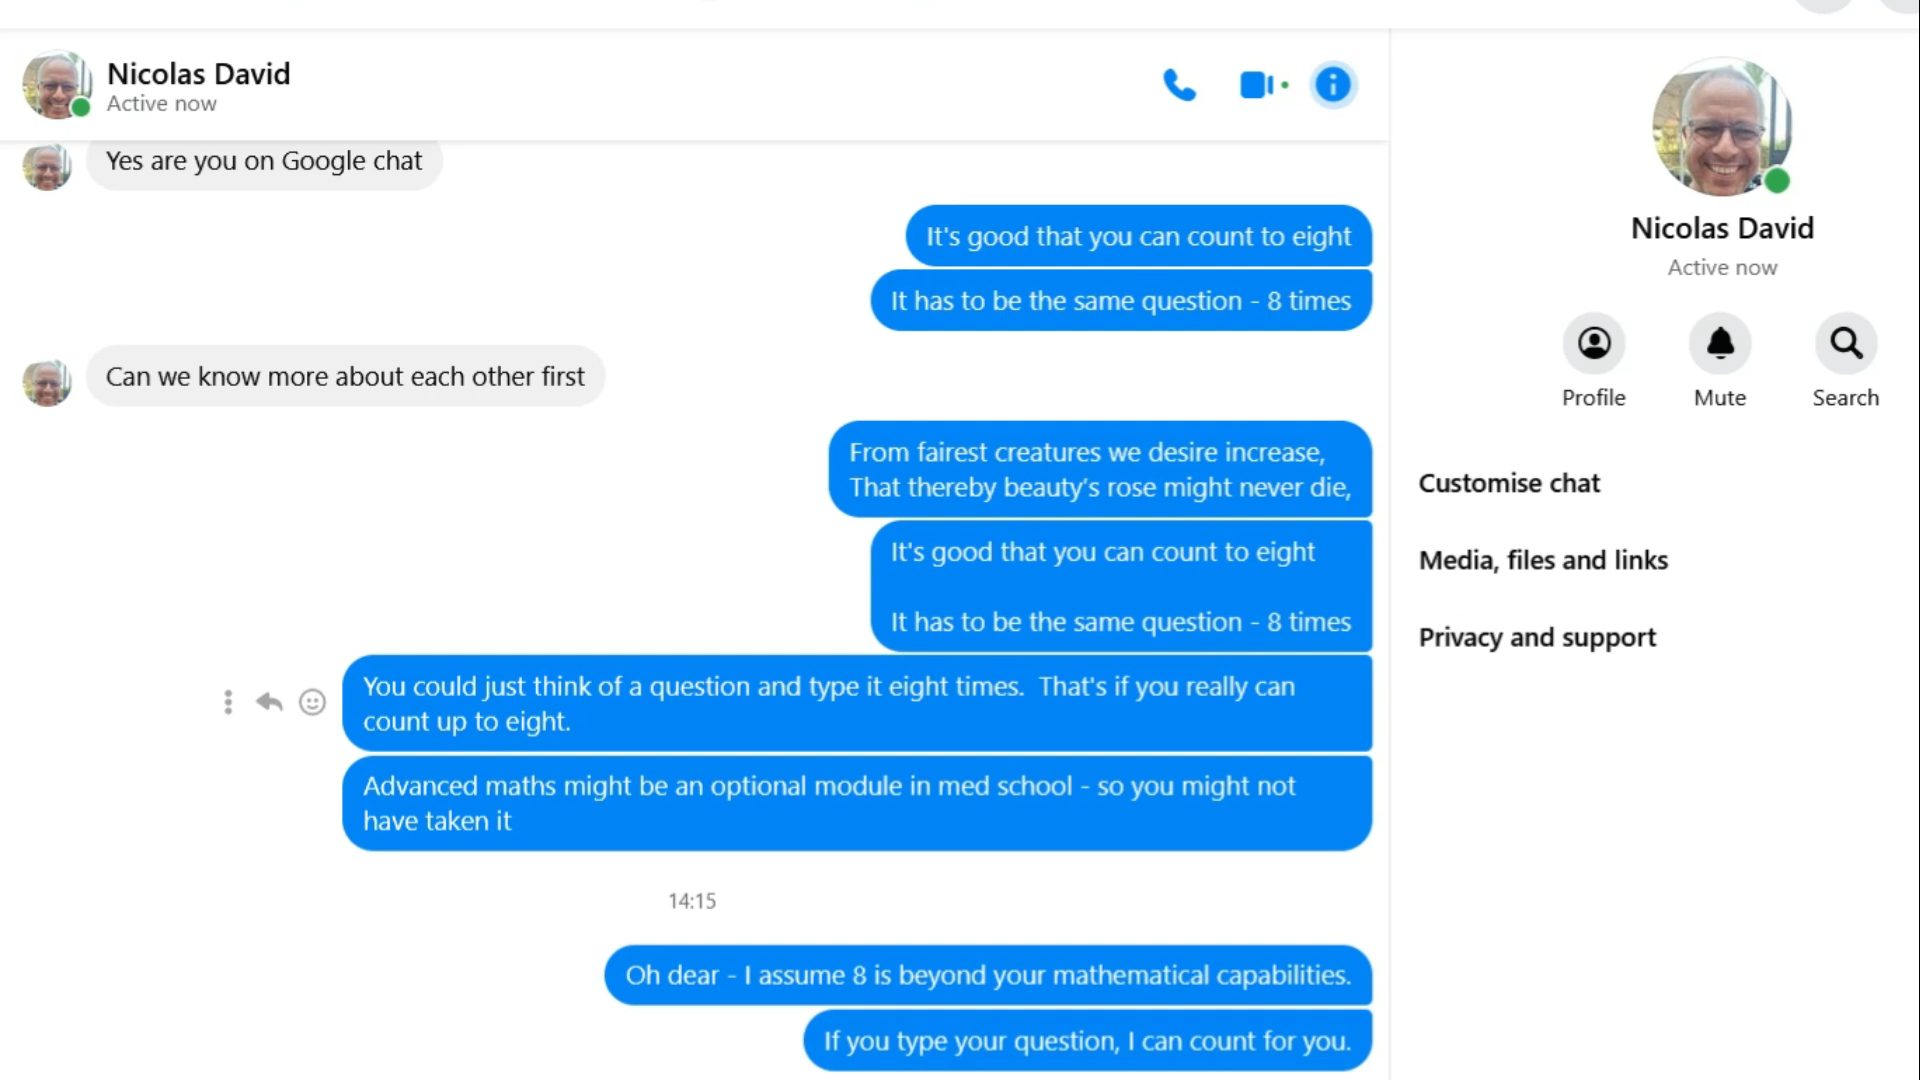 Nicolas David
Active now
Yes are you on Google chat
It's good that you can count to eight
It has to be the same question - 8 times
Can we know more about each other first
From fairest creatures we desire increase,
That thereby beauty's rose might never die,
It's good that you can count to eight
It has to be the same question - 8 times
You could just think of a question and type it eight times.  That's if you really can
count up to eight.
Advanced maths might be an optional module in med school - so you might not
have taken it
14:15
Oh dear - I assume 8 is beyond your mathematical capabilities.
If you type your question, I can count for you.
Nicolas David
Active now
Profile
Mute
Search
Customise chat
Media, files and links
Privacy and support